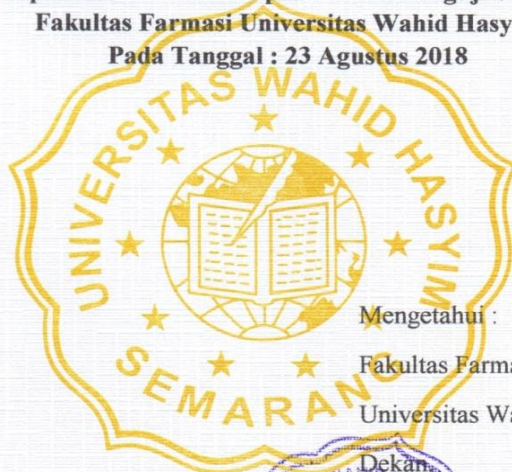 Fakultas Farmasi Universitas Wahid Hasy
Pada Tanggal : 23 Agustus 2018
UNIVERSITAS WAHID HASYIM
SEMARANG
Mengetahui :
Fakultas Farma
Universitas Wa
Dekan